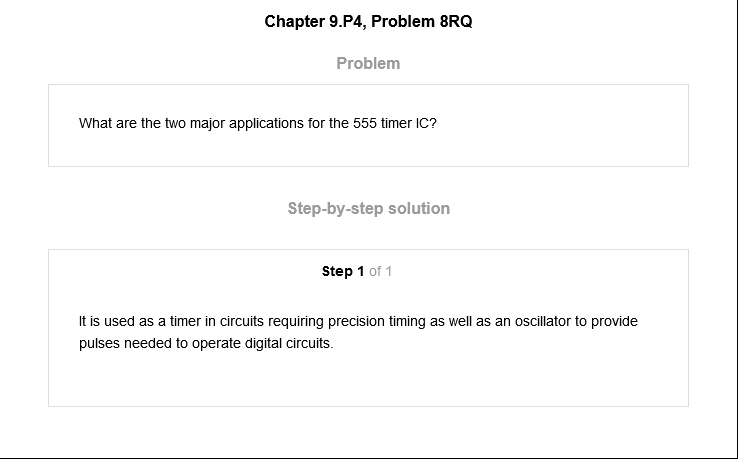 Chapter 9.P4, Problem 8RQ
Problem
What are the two major applications for the 555 timer IC?
Step-by-step solution
Step 1 of 1
It is used as a timer in circuits requiring precision timing as well as an oscillator to provide
pulses needed to operate digital circuits.